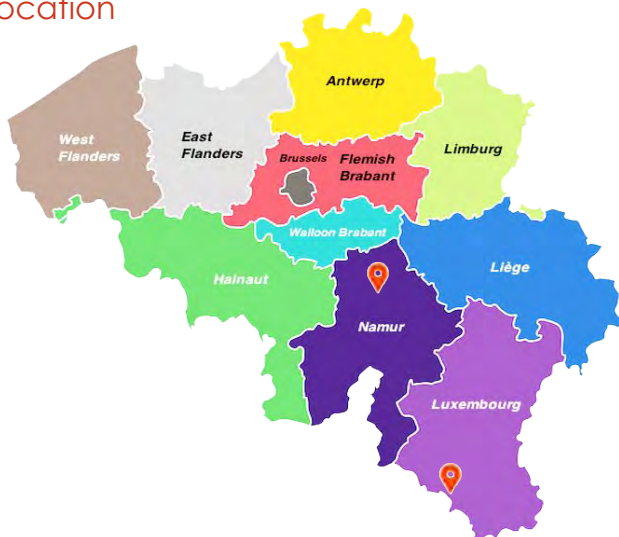 ocation
Antwerp
West
Flanders
East
Flanders
Brussels
Flemish
Brabant
Limburg
Walloon Brabant
Hainaut
Liège
Namur
Luxembourg